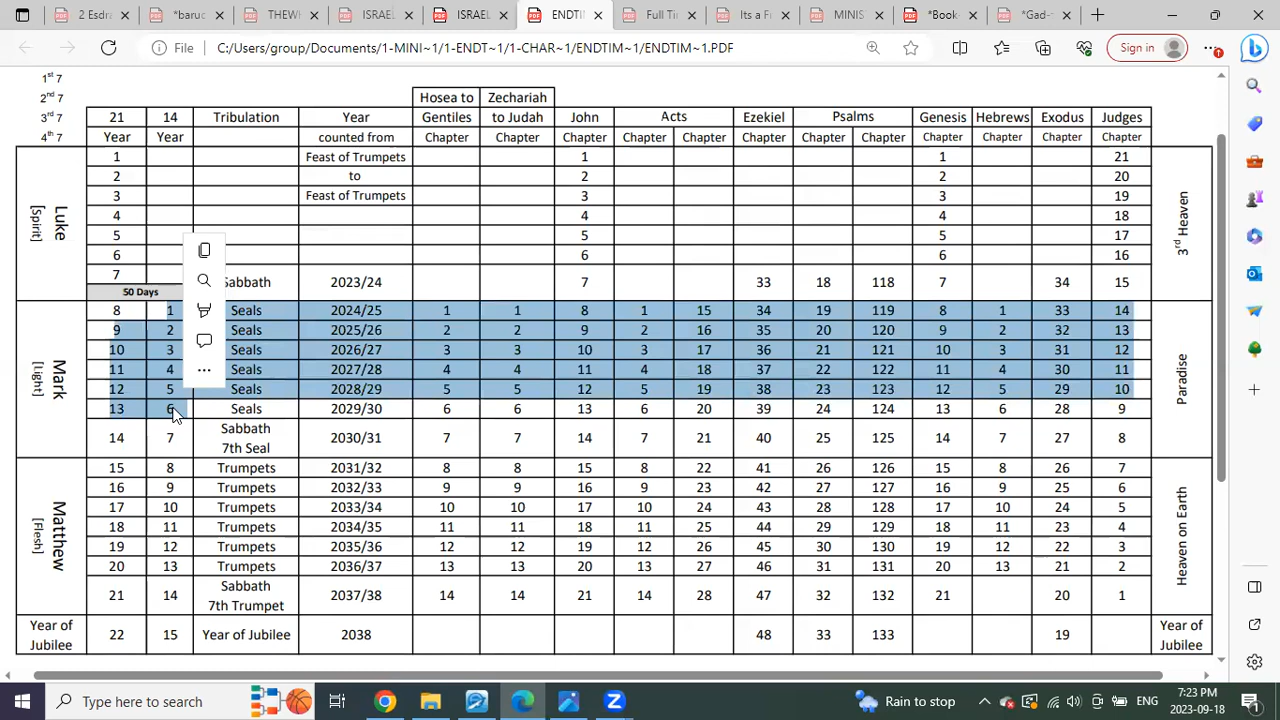 2 Esdra
*baruc
THEWI
ISRAEL
ISRAEL
ENDTIM
Full Tim
Its a Fi
MINIS
*Book-
*Gad-
File C:/Users/group/Documents/1-MINI~1/1-ENDT~1/1-CHAR~1/ENDTIM~1/ENDTIM~1.PDF Sign in
1st 7
2nd 7 Hosea to Zechariah
3rd 7 21 14 Tribulation Year Gentiles to Judah John Acts Ezekiel Psalms Genesis Hebrews Exodus Judges
4th 7 Year Year counted from Chapter Chapter Chapter Chapter Chapter Chapter Chapter Chapter Chapter Chapter Chapter Chapter
Luke
[Spirit]
3rd Heaven
1 Feast of Trumpets 1 1 21
2 to 2 2 20
3 Feast of Trumpets 3 3 19
4 4 4 18
5 5 5 17
6 6 6 16
7 Sabbath 2023/24 7 33 18 118 7 34 15
50 Days
Mark
[Light]
Paradise
8 1 Seals 2024/25 1 1 8 1 15 34 19 119 8 1 33 14
9 2 Seals 2025/26 2 2 9 2 16 35 20 120 9 2 32 13
10 3 Seals 2026/27 3 3 10 3 17 36 21 121 10 3 31 12
11 4 Seals 2027/28 4 4 11 4 18 37 22 122 11 4 30 11
12 5 Seals 2028/29 5 5 12 5 19 38 23 123 12 5 29 10
13 6 Seals 2029/30 6 6 13 6 20 39 24 124 13 6 28 9
Sabbath
14 7 7th Seal 2030/31 7 7 14 7 21 40 25 125 14 7 27 8
Matthew
[Flesh]
Heaven on Earth
15 8 Trumpets 2031/32 8 8 15 8 22 41 26 126 15 8 26 7
16 9 Trumpets 2032/33 9 9 16 9 23 42 27 127 16 9 25 6
17 10 Trumpets 2033/34 10 10 17 10 24 43 28 128 17 10 24 5
18 11 Trumpets 2034/35 11 11 18 11 25 44 29 129 18 11 23 4
19 12 Trumpets 2035/36 12 12 19 12 26 45 30 130 19 12 22 3
20 13 Trumpets 2036/37 13 13 20 13 27 46 31 131 20 13 21 2
Sabbath
21 14 7th Trumpet 2037/38 14 14 21 14 28 47 32 132 21 20 1
Year of
Jubilee
22 15 Year of Jubilee 2038 48 33 133 19
Year of
Jubilee
Type here to search
Rain to stop
ENG
7:23 PM
2023-09-18